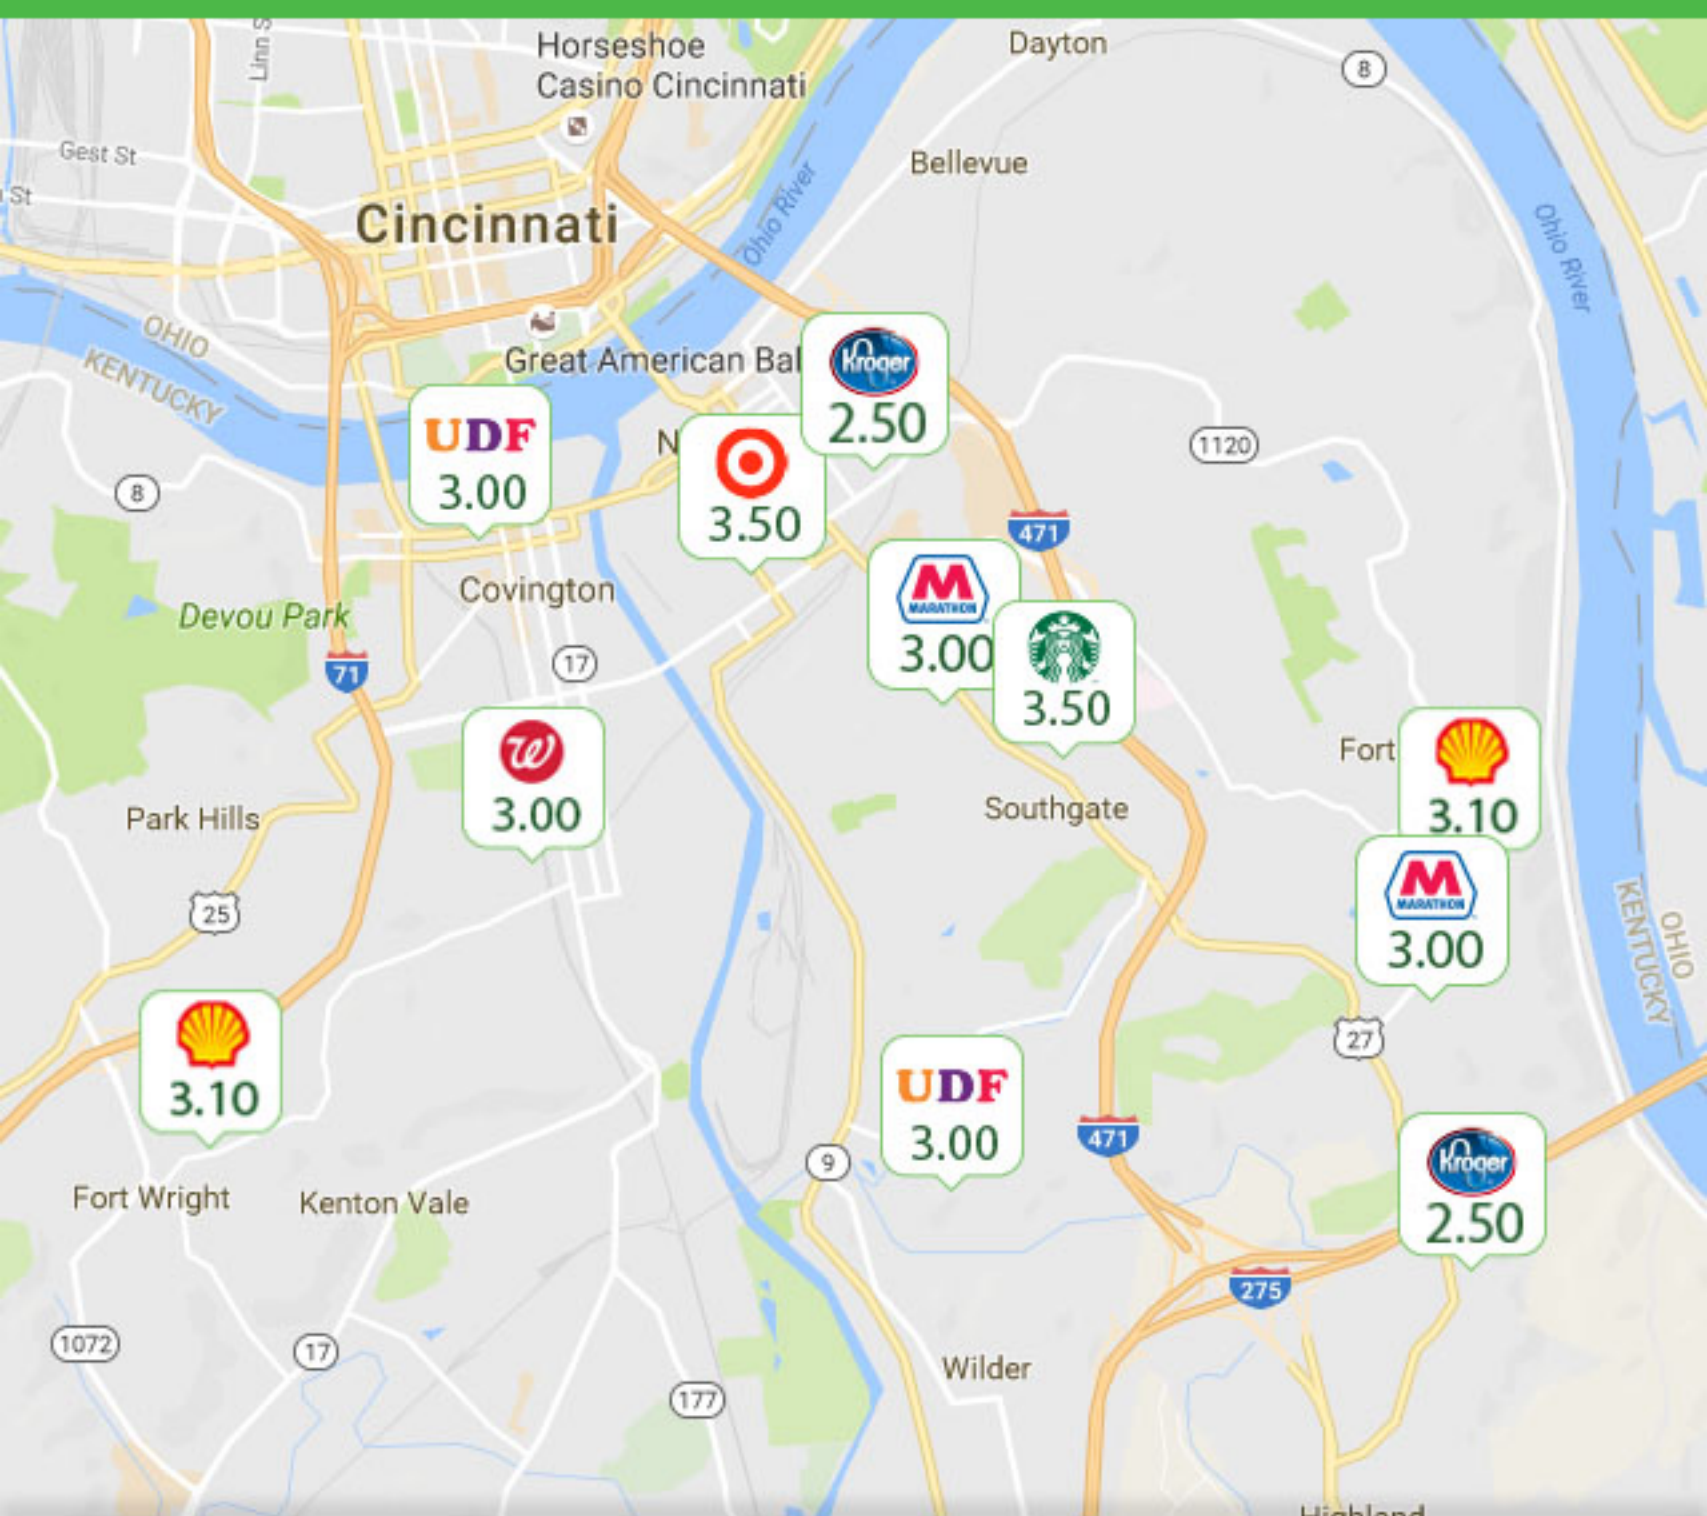 Linn S
Horseshoe
Casino Cincinnati
Dayton
8
Gest St
St
Bellevue
Cincinnati
Ohio River
Ohio River
OHIO
KENTUCKY
Great American Bal
Kroger
2.50
UDF
3.00
N
3.50
1120
8
471
MARATHON
3.00
Covington
Devou Park
17
71
3.50
W
3.00
Fort
3.10
Park Hills
Southgate
MARATHON
3.00
25
OHIO
KENTUCKY
3.10
27
UDF
3.00
471
9
Kroger
2.50
Fort Wright
Kenton Vale
275
1072
17
Wilder
177
Highland